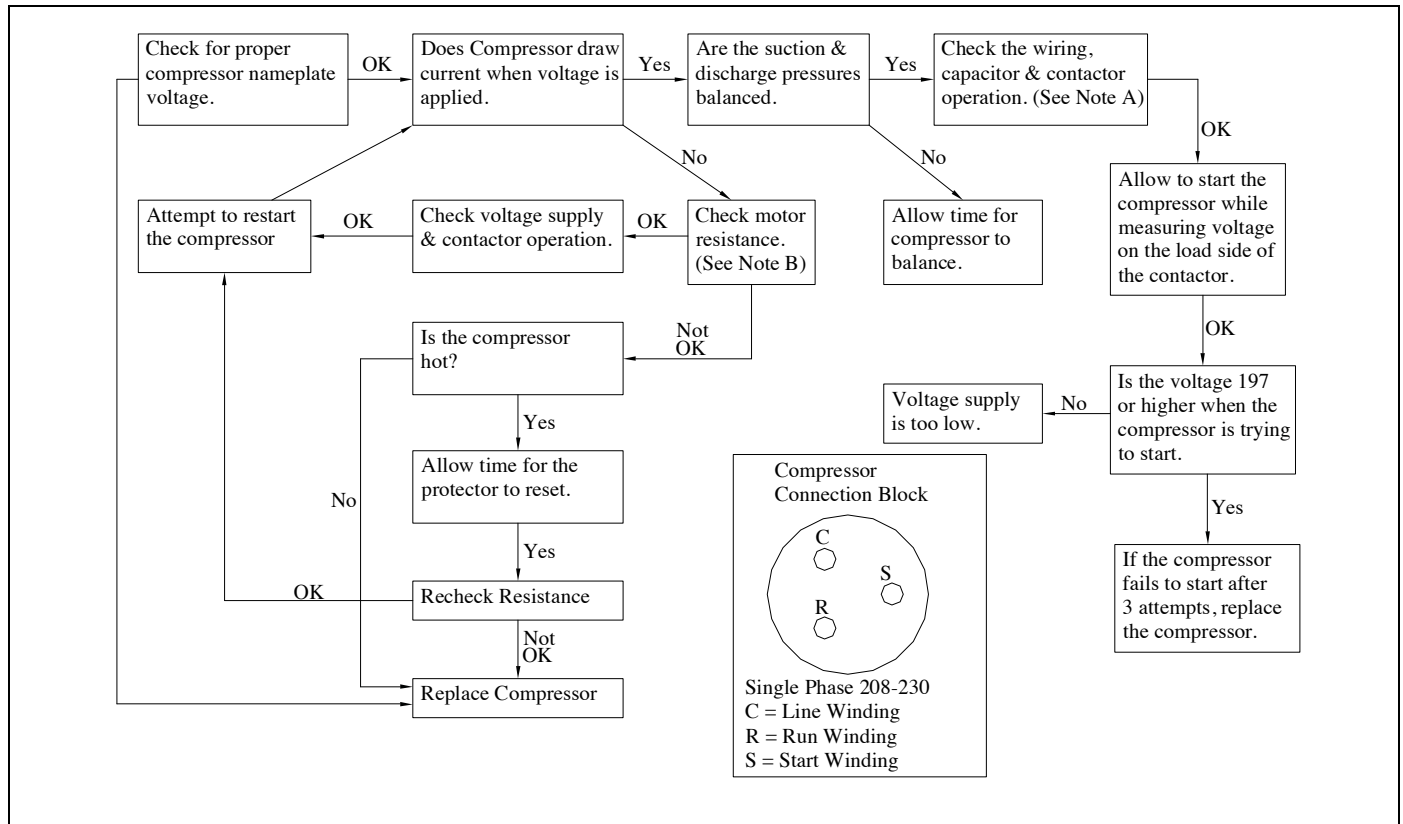 Check for proper
compressor nameplate
voltage.
OK
Does Compressor draw
current when voltage is
applied.
Yes
Are the suction &
discharge pressures
balanced.
Yes
Check the wiring,
capacitor & contactor
operation. (See Note A)
OK
No
No
Attempt to restart
the compressor
OK
Check voltage supply
& contactor operation.
OK
Check motor
resistance.
(See Note B)
Allow time for
compressor to
balance.
Allow to start the
compressor while
measuring voltage
on the load side of
the contactor.
Is the compressor
hot?
Not
OK
OK
Yes
Voltage supply
is too low.
No
Is the voltage 197
or higher when the
compressor is trying
to start.
Allow time for the
protector to reset.
No
Yes
Yes
OK
Recheck Resistance
Not
OK
Replace Compressor
If the compressor
fails to start after
3 attempts, replace
the compressor.
Compressor
Connection Block
C
S
R
Single Phase 208-230
C = Line Winding
R = Run Winding
S = Start Winding